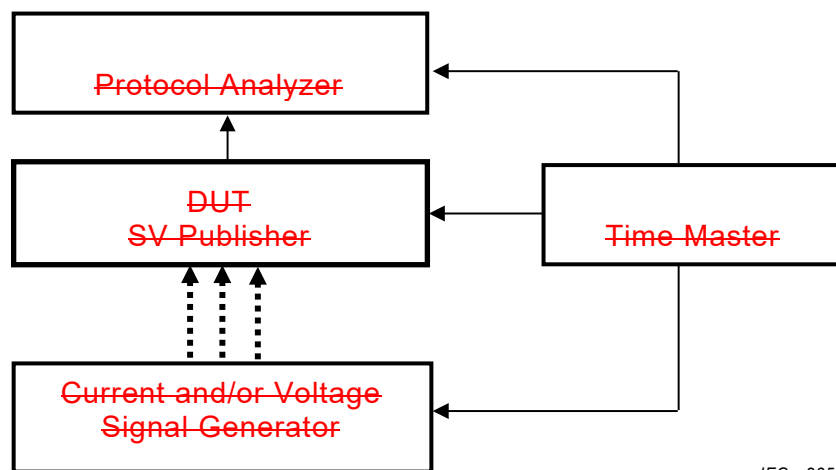 Protocol Analyzer
DUT
SV Publisher
Time Master
Current and/or Voltage
Signal Generator